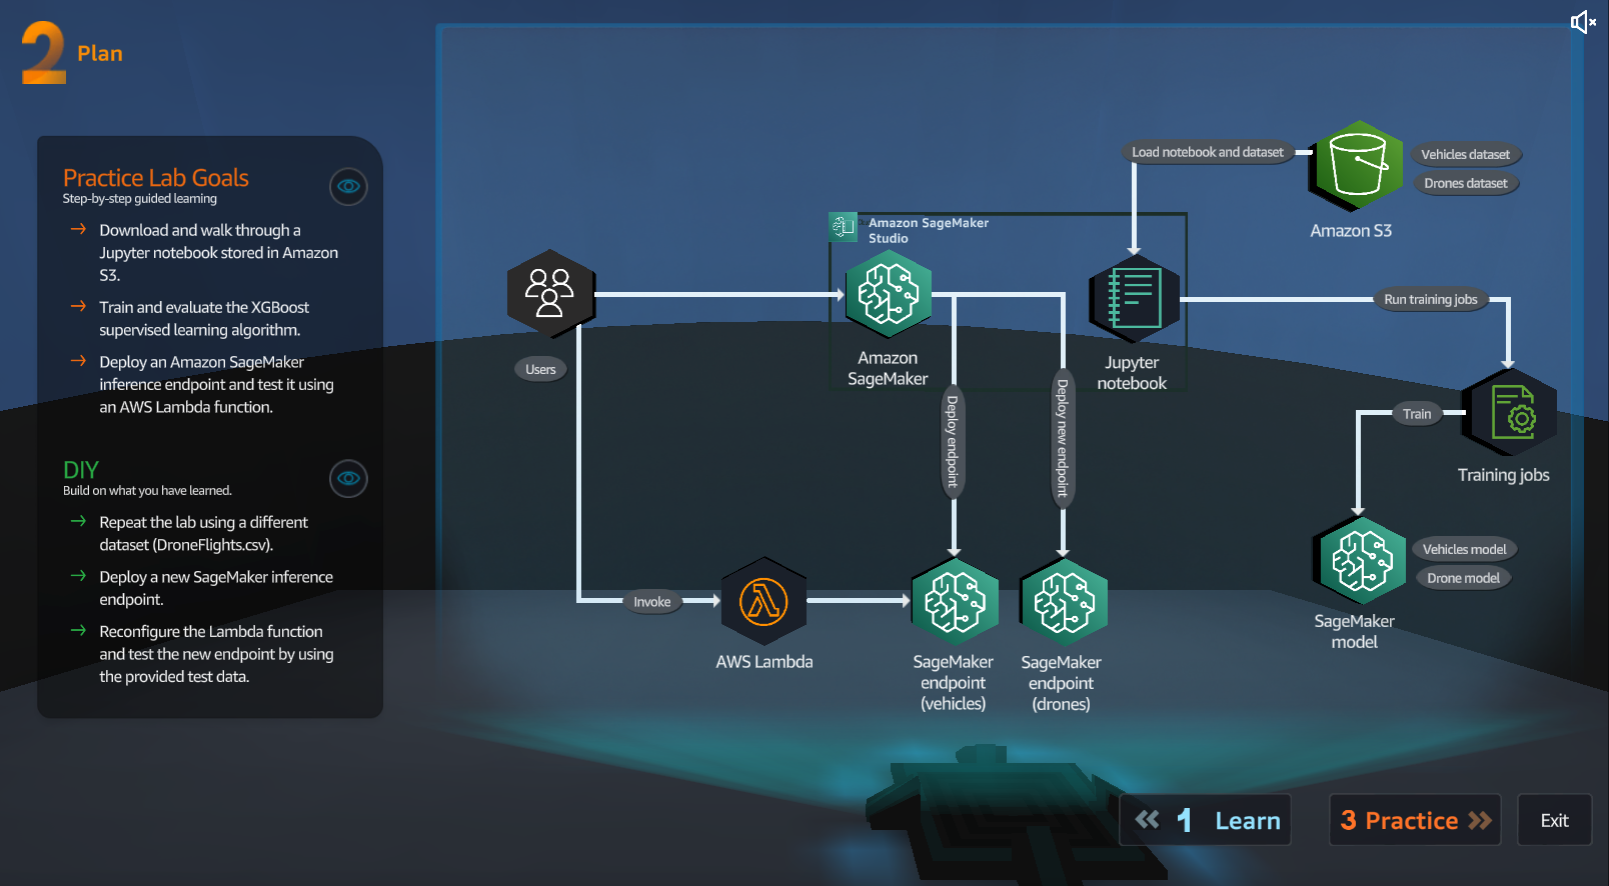 2 Plan
Practice Lab Goals
Step-by-step guided learning
Download and walk through a
Jupyter notebook stored in Amazon
S3.
Train and evaluate the XGBoost
supervised learning algorithm.
Deploy an Amazon SageMaker
inference endpoint and test it using
an AWS Lambda function.
DIY
Build on what you have learned.
Repeat the lab using a different
dataset (DroneFlights.csv).
Deploy a new SageMaker inference
endpoint.
Reconfigure the Lambda function
and test the new endpoint by using
the provided test data.
Load notebook and dataset
Vehicles dataset
Drones dataset
Amazon S3
Amazon SageMaker
Studio
Users
Amazon
SageMaker
Jupyter
notebook
Run training jobs
Deploy endpoint
Deploy new endpoint
Train
Training jobs
Vehicles model
Drone model
SageMaker
model
Invoke
AWS Lambda
SageMaker
endpoint
(vehicles)
SageMaker
endpoint
(drones)
1 Learn
3 Practice
Exit